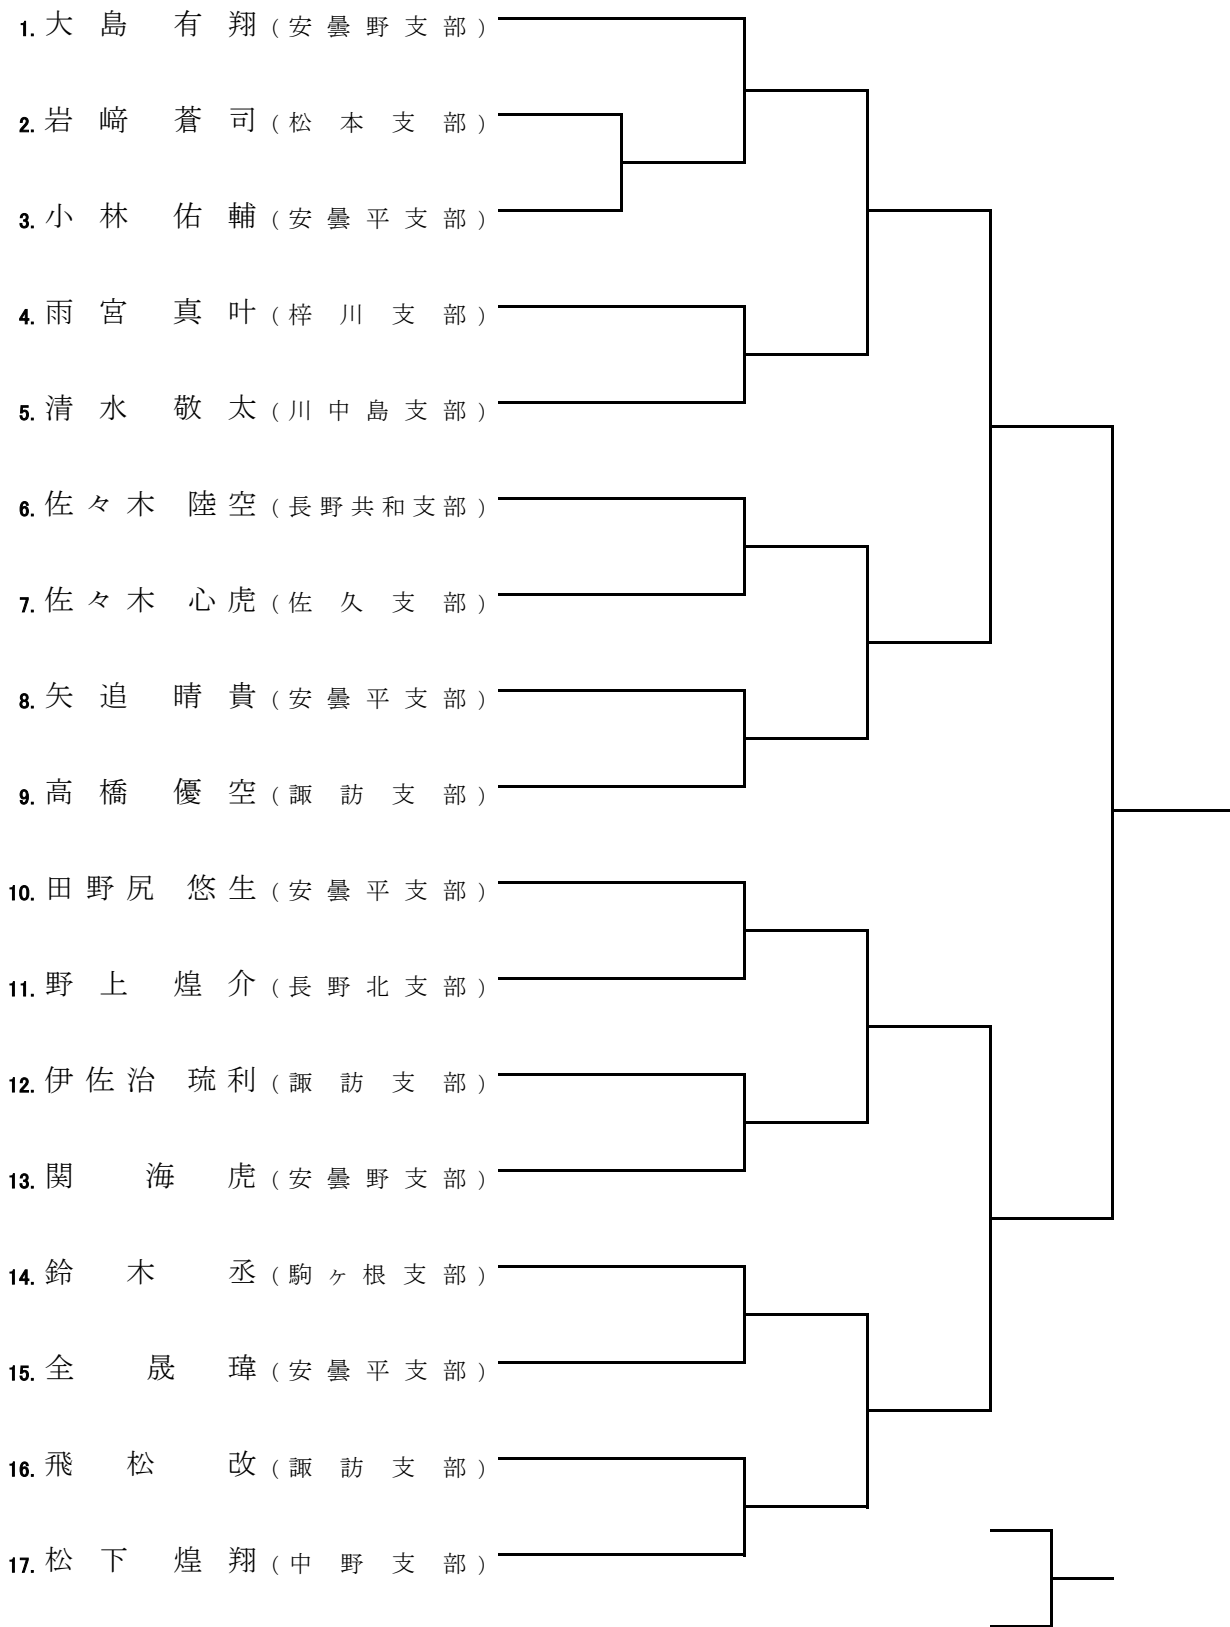 1. 大島 有翔 (安曇野支部)
2. 岩﨑 蒼司 (松本支部)
3. 小林 佑輔 (安曇平支部)
4. 雨宮 真叶 (梓川支部)
5. 清水 敬太 (川中島支部)
6. 佐々木 陸空 (長野共和支部)
7. 佐々木 心虎 (佐久支部)
8. 矢追 晴貴 (安曇平支部)
9. 高橋 優空 (諏訪支部)
10. 田野尻 悠生 (安曇平支部)
11. 野上 煌介 (長野北支部)
12. 伊佐治 琉利 (諏訪支部)
13. 関 海虎 (安曇野支部)
14. 鈴木 丞 (駒ヶ根支部)
15. 全 晟瑋 (安曇平支部)
16. 飛松 改 (諏訪支部)
17. 松下 煌翔 (中野支部)